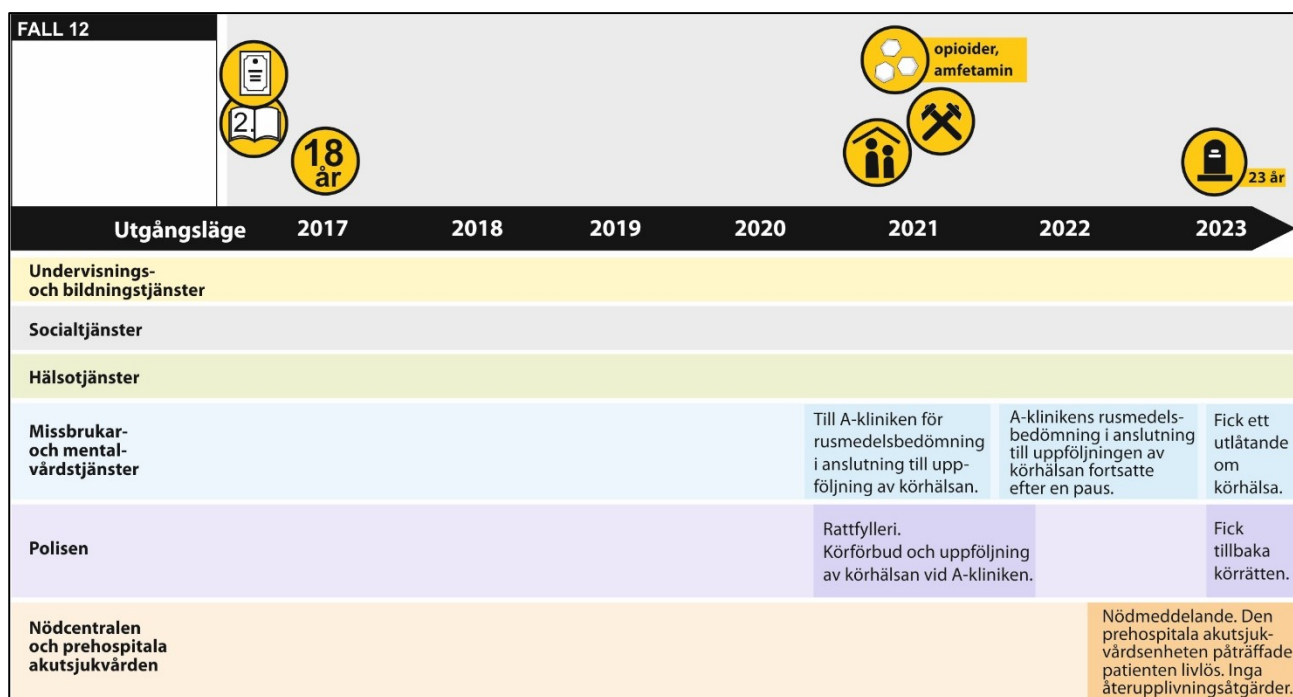 FALL 12
opioider,
amfetamin
2.
18
år
23 år
Utgångsläge 2017 2018 2019 2020 2021 2022 2023
Undervisnings-
och bildningstjänster
Socialtjänster
Hälsotjänster
Missbrukar-
och mental-
vårdstjänster
Till A-kliniken för
rusmedelsbedömning
i anslutning till upp-
följning av körhälsan.
A-klinikens rusmedels-
bedömning i anslutning
till uppföljningen av
körhälsan fortsatte
efter en paus.
Fick ett
utlåtande
om
körhälsa.
Polisen
Rattfylleri.
Körförbud och uppföljning
av körhälsan vid A-kliniken.
Fick
tillbaka
körrätten.
Nödcentralen
och prehospitala
akutsjukvården
Nödmeddelande. Den
prehospitala akutsjuk-
vårdsenheten påträffade
patienten livlös. Inga
återupplivningsåtgärder.